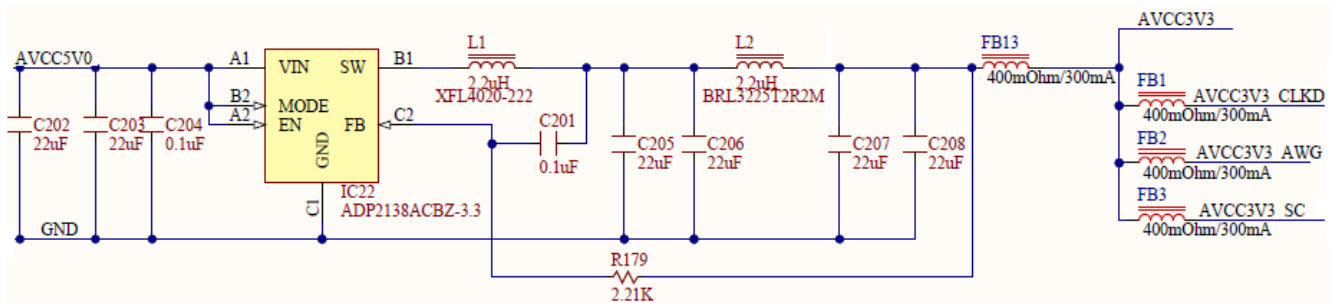 AVCC3V3
L1
L2
FB13
AVCC5V0
A1
VIN
SW
B1
2.2uH
XFL4020-222
2.2uH
BRL3225T2R2M
400mOhm/300mA
FB1
B2
MODE
AVCC3V3_CLKD
400mOhm/300mA
A2
EN
FB
C2
C202
22uF
C203
22uF
C204
0.1uF
GND
C201
0.1uF
C205
22uF
C206
22uF
C207
22uF
C208
22uF
FB2
AVCC3V3_AWG
400mOhm/300mA
FB3
AVCC3V3_SC
400mOhm/300mA
IC22
ADP2138ACBZ-3.3
C1
GND
R179
2.21K